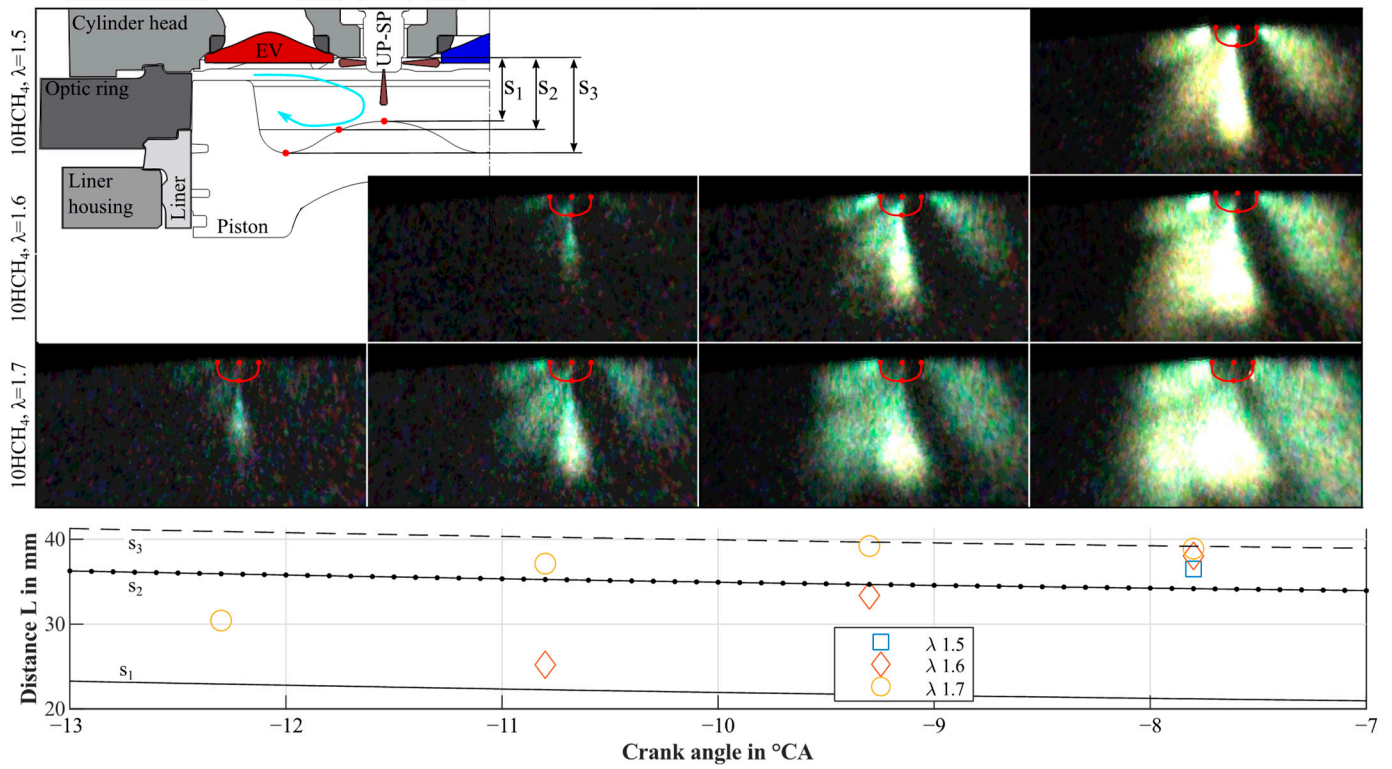 10HCH4, λ=1.5
Cylinder head
EV
UP-SP
Optic ring
s1
s2
s3
Liner
housing
Liner
Piston
10HCH4, λ=1.6
10HCH4, λ=1.7
Distance L in mm
40
30
20
s3
s2
s1
λ 1.5
λ 1.6
λ 1.7
−13
−12
−11
−10
−9
−8
−7
Crank angle in °CA